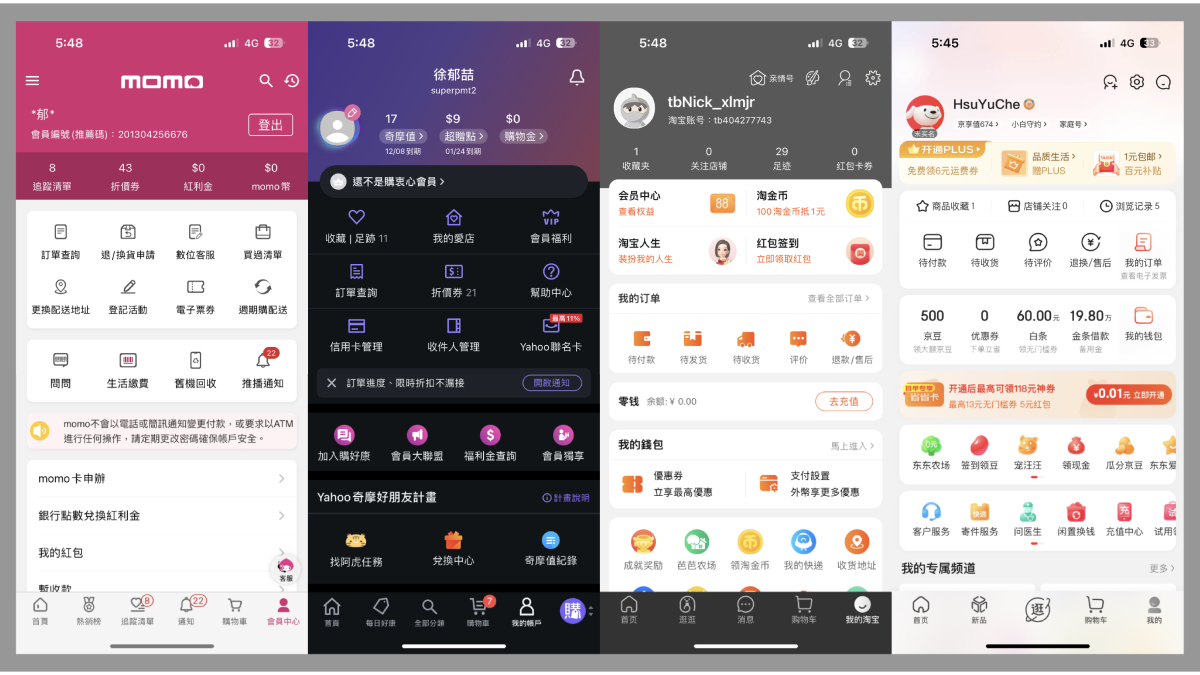 5:48
4G 32
momo
*郁*
會員編號(推薦碼)：201304256676
登出
8 43 $0 $0
追蹤清單 折價券 紅利金 momo幣
訂單查詢 退/換貨申請 數位客服 買過清單
更換配送地址 登記活動 電子票券 週期購配送
22
問問 生活繳費 舊機回收 推播通知
momo不會以電話或簡訊通知變更付款，或要求以ATM
進行任何操作，請定期更改密碼確保帳戶安全。
momo卡申辦
銀行點數兌換紅利金
我的紅包
客服
暫收款
8 22
首頁 熱銷榜 追蹤清單 通知 購物車 會員中心
5:48
4G 32
徐郁喆
superpmt2
17 $9 $0
奇摩值 > 超贈點 > 購物金 >
12/08 到期 01/24 到期
還不是購衷心會員 >
VIP
收藏 | 足跡 11 我的愛店 會員福利
訂單查詢 折價券 21 幫助中心
最高11%
信用卡管理 收件人管理 Yahoo聯名卡
訂單進度、限時折扣不漏接 開啟通知
加入購好康 會員大聯盟 福利金查詢 會員獨享
Yahoo奇摩好朋友計畫 計畫說明
找阿虎任務 兌換中心 奇摩值紀錄
7
購
首頁 每日好康 全部分類 購物車 我的帳戶
5:48
4G 32
亲情号
tbNick_xlmjr
淘宝账号：tb404277743
1 0 29 0
收藏夹 关注店铺 足迹 红包卡券
会员中心 88 淘金币 币
查看权益 100淘金币抵1元
淘宝人生 红包签到
装扮我的人生 立即领取红包
我的订单 查看全部订单 >
待付款 待发货 待收货 评价 退款/售后
零钱 余额: ¥ 0.00 去充值
我的錢包 馬上進入 >
優惠券 支付設置
立享最高優惠 外幣享更多優惠
成就奖励 芭芭农场 领淘金币 我的快递 收货地址
首页 逛逛 消息 购物车 我的淘宝
5:45
4G 33
HsuYuChe
未实名
京享值674 > 小白守约 > 家庭号 >
开通PLUS 品质生活 > 1元包邮 >
免费领6元运费券 赠PLUS 百元补贴
商品收藏 1 店铺关注 0 浏览记录 5
待付款 待收货 待评价 退换/售后 我的订单
查看电子发票
500 0 60.00元 19.80万
京豆 优惠券 白条 金条借款 我的钱包
领大额京豆 下单立省 领无门槛券 备用金
首单专享
省省卡
开通后最高可领118元神券
最高13元无门槛券 5元红包
¥0.01元 立即开通
0元
东东农场 签到领豆 宠汪汪 领现金 瓜分京豆 东东爱
快递 充 试
客户服务 寄件服务 问医生 闲置换钱 充值中心 试用
我的专属频道 更多 >
逛
首页 新品 购物车 我的